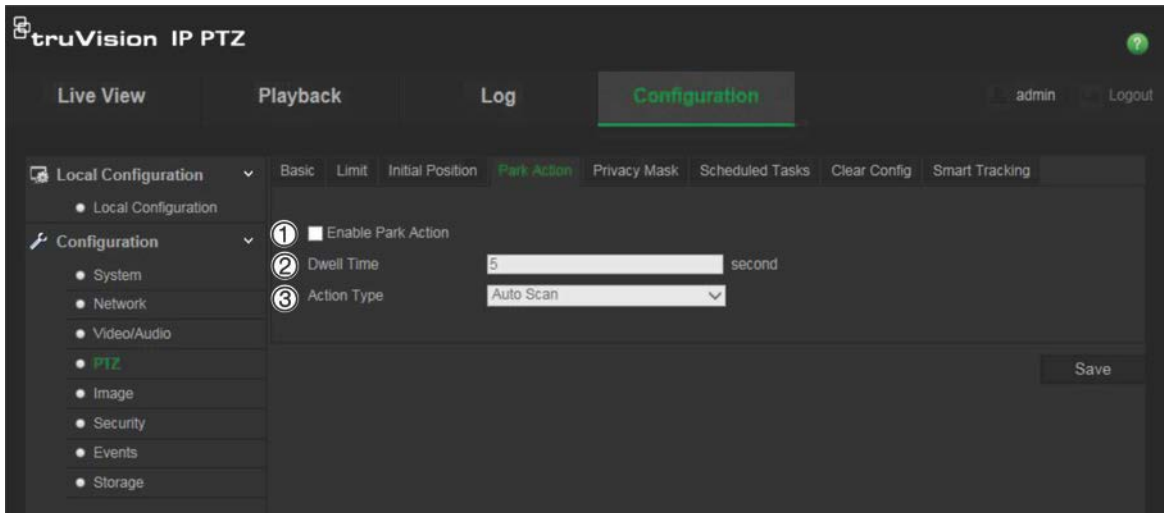 truVision IP PTZ
?
Live View Playback Log Configuration admin Logout
Local Configuration
Local Configuration
Configuration
System
Network
Video/Audio
PTZ
Image
Security
Events
Storage
Basic Limit Initial Position Park Action Privacy Mask Scheduled Tasks Clear Config Smart Tracking
① Enable Park Action
② Dwell Time 5 second
③ Action Type Auto Scan
Save